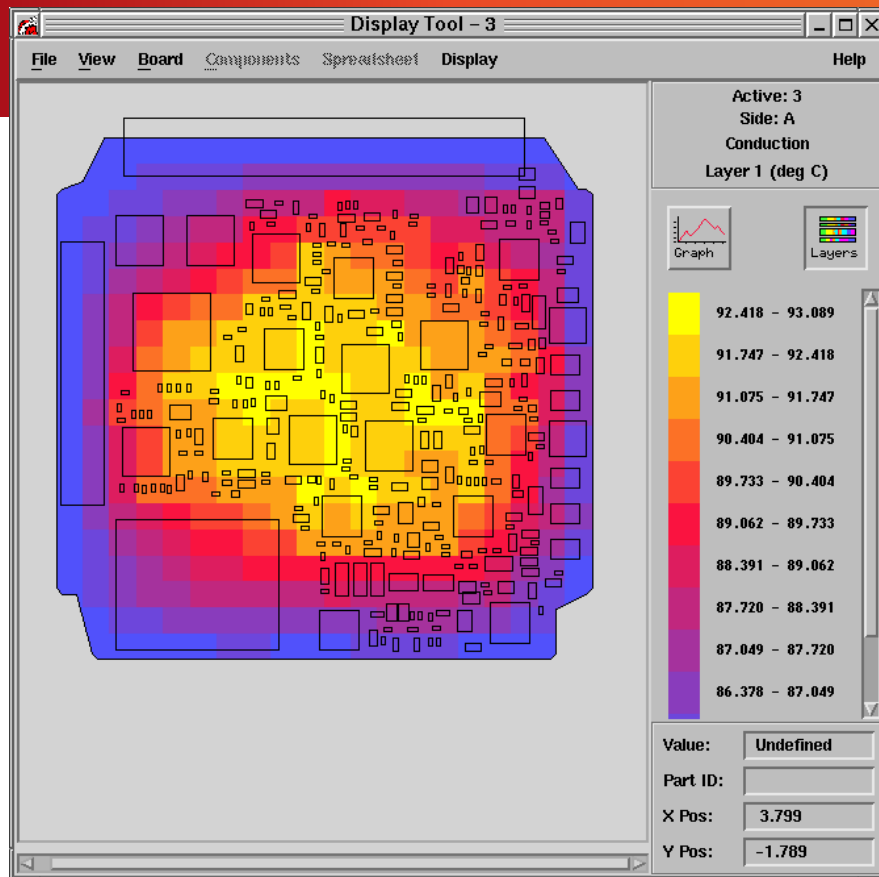 Display Tool – 3
File View Board Components Spreadsheet Display Help
Active: 3
Side: A
Conduction
Layer 1 (deg C)
Graph Layers
92.418 – 93.089
91.747 – 92.418
91.075 – 91.747
90.404 – 91.075
89.733 – 90.404
89.062 – 89.733
88.391 – 89.062
87.720 – 88.391
87.049 – 87.720
86.378 – 87.049
Value: Undefined
Part ID:
X Pos: 3.799
Y Pos: -1.789